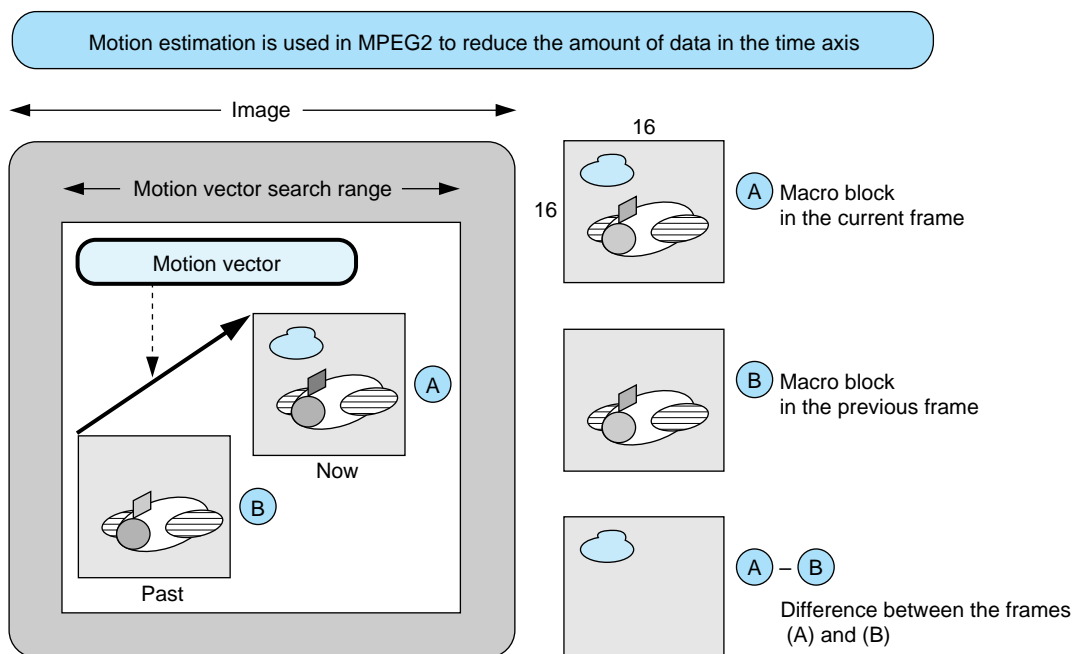 Motion estimation is used in MPEG2 to reduce the amount of data in the time axis
Image
Motion vector search range
Motion vector
A
Now
B
Past
16
16
A Macro block
in the current frame
B Macro block
in the previous frame
A – B
Difference between the frames
(A) and (B)